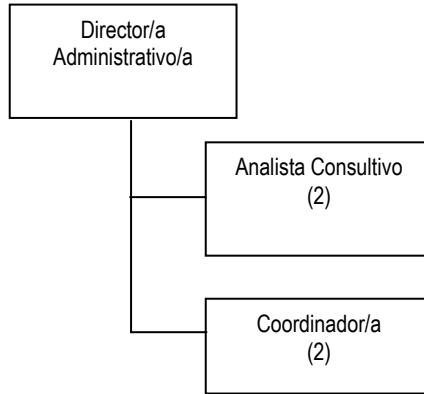 Director/a
Administrativo/a
Analista Consultivo
(2)
Coordinador/a
(2)